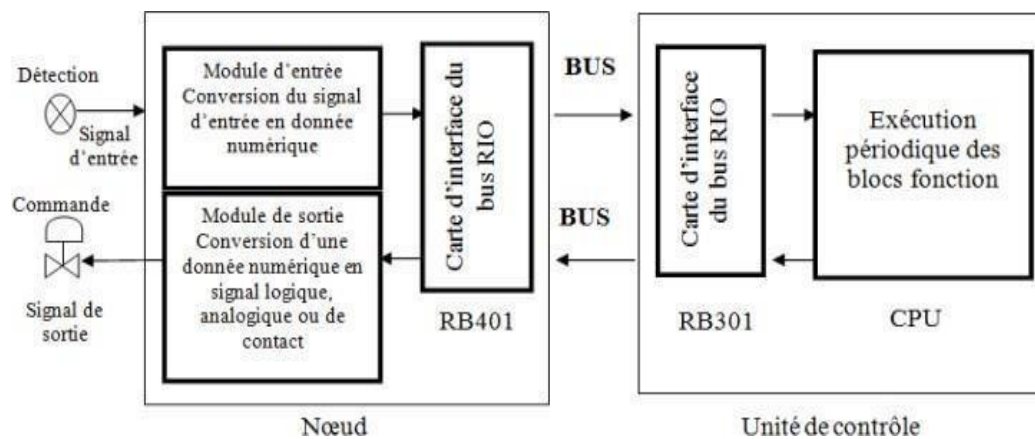 Détection
Signal
d'entrée
Commande
Signal de
sortie
Module d'entrée
Conversion du signal
d'entrée en donnée
numérique
Module de sortie
Conversion d'une
donnée numérique en
signal logique,
analogique ou de
contact
Carte d'interface du
bus RIO
RB401
Nœud
BUS
BUS
Carte d'interface
du bus RIO
RB301
Exécution
périodique des
blocs fonction
CPU
Unité de contrôle